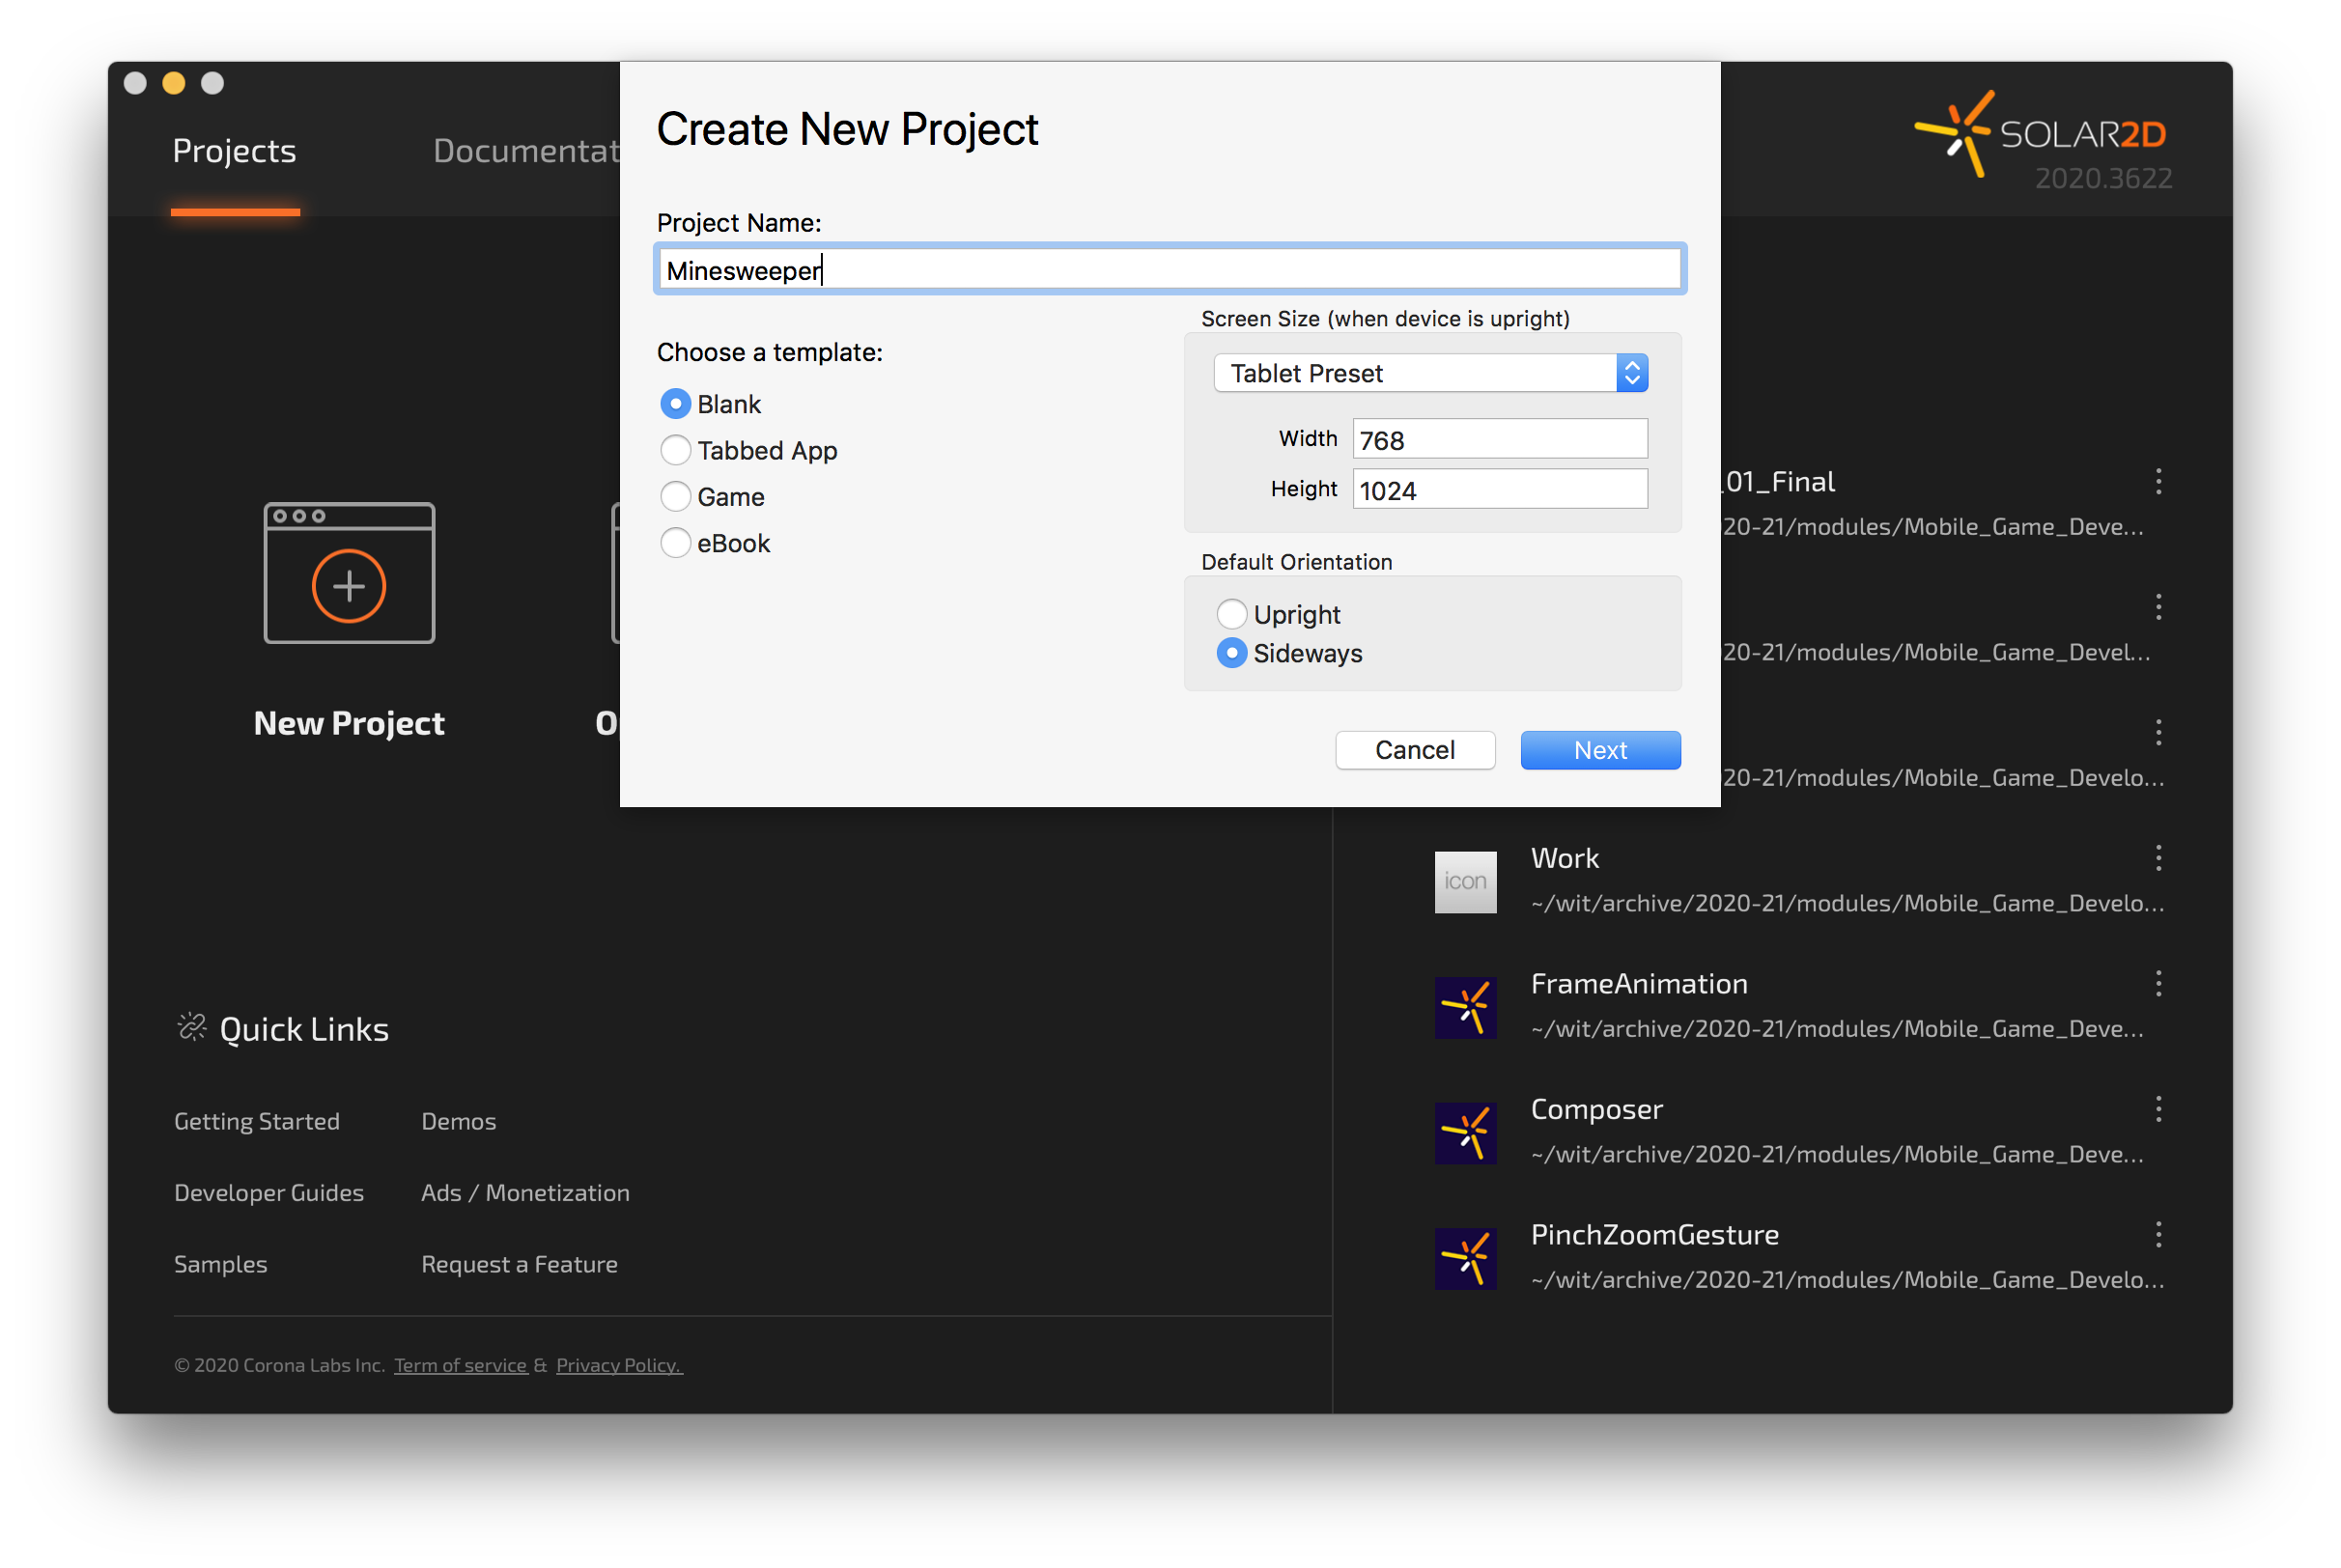 Projects
Documentat
SOLAR2D
2020.3622
Create New Project
Project Name:
Minesweeper
Choose a template:
Blank
Tabbed App
Game
eBook
Screen Size (when device is upright)
Tablet Preset
Width 768
Height 1024
Default Orientation
Upright
Sideways
Cancel
Next
New Project
O
_01_Final
20-21/modules/Mobile_Game_Deve...
20-21/modules/Mobile_Game_Devel...
20-21/modules/Mobile_Game_Develo...
icon
Work
~/wit/archive/2020-21/modules/Mobile_Game_Develo...
FrameAnimation
~/wit/archive/2020-21/modules/Mobile_Game_Deve...
Composer
~/wit/archive/2020-21/modules/Mobile_Game_Deve...
PinchZoomGesture
~/wit/archive/2020-21/modules/Mobile_Game_Develo...
Quick Links
Getting Started
Demos
Developer Guides
Ads / Monetization
Samples
Request a Feature
© 2020 Corona Labs Inc. Term of service & Privacy Policy.